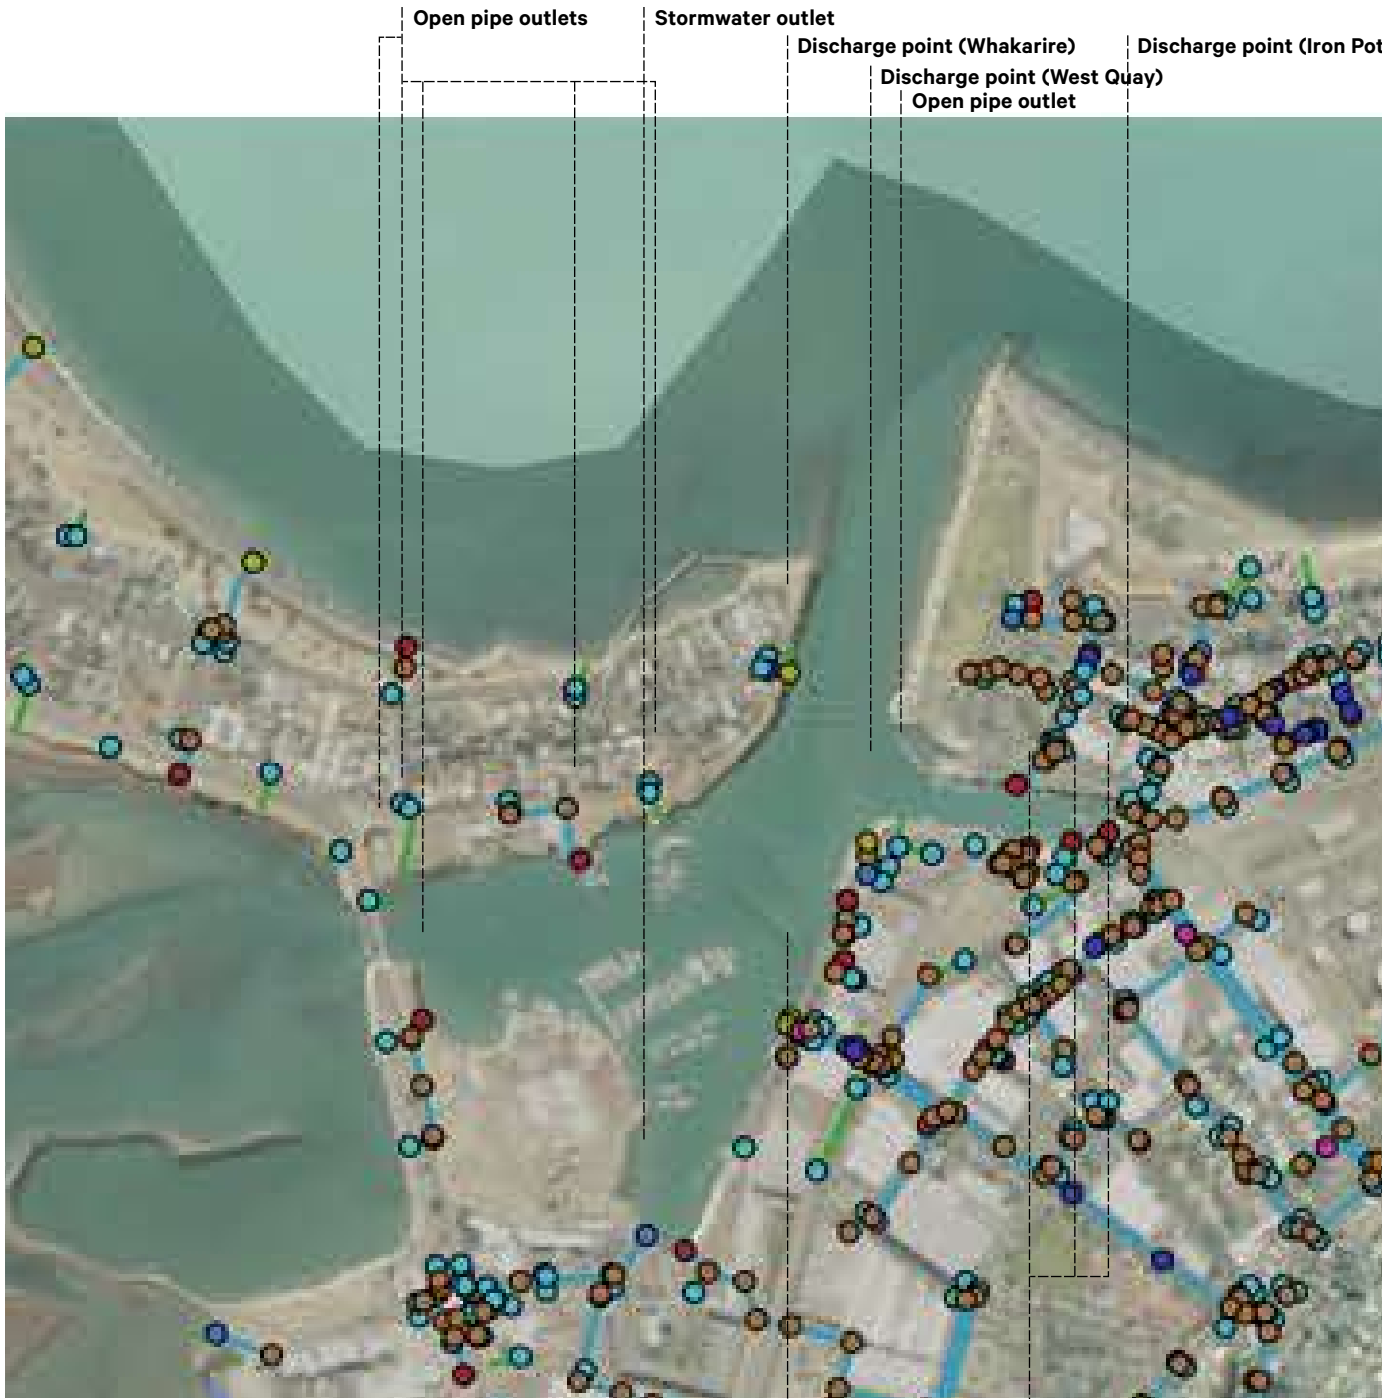 Open pipe outlets
Stormwater outlet
Discharge point (Whakarire)
Discharge point (Iron Pot
Discharge point (West Quay)
Open pipe outlet